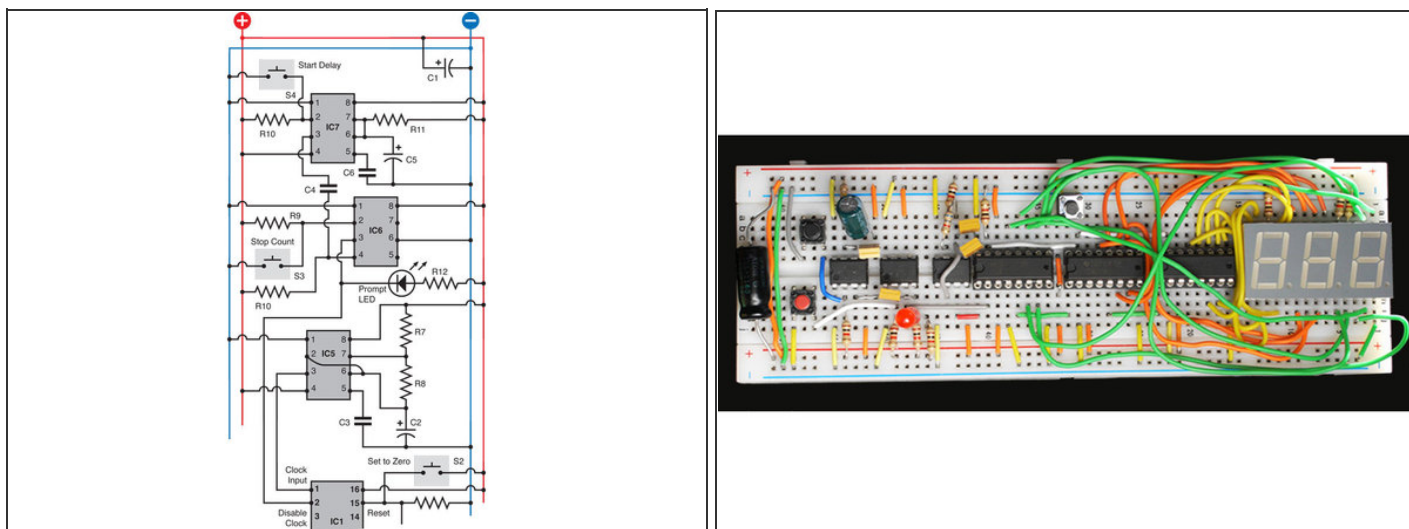 + −
C1
Start Delay
S4
1 8
2 7
3 6
4 5
IC7
R10
R11
C5
C6
C4
1 8
2 7
3 6
4 5
IC6
R9
Stop Count
S3
R10
Prompt
LED
R12
1 8
2 7
3 6
4 5
IC5
R7
R8
C3
C2
Set to Zero
S2
Clock
Input
Disable
Clock
1 16
2 15
3 14
IC1
Reset